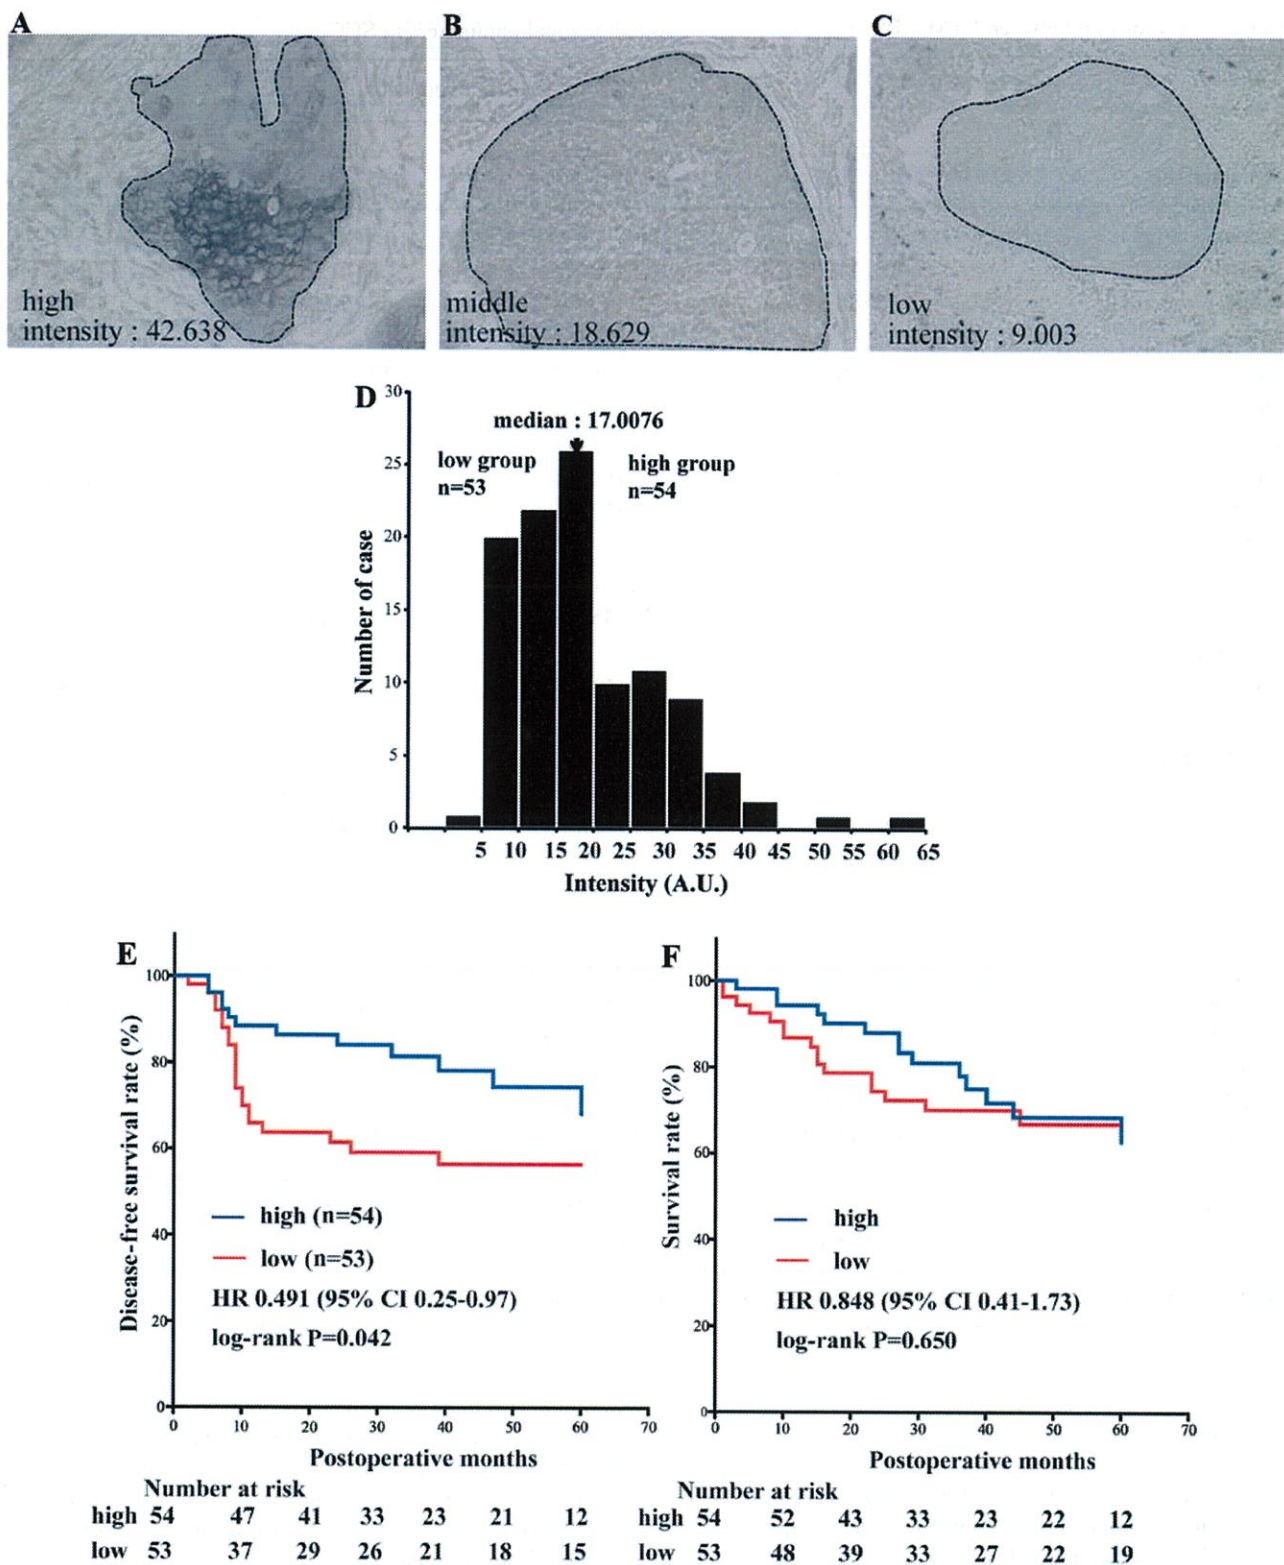 A
high
intensity : 42.638
B
middle
intensity : 18.629
C
low
intensity : 9.003
D
30
25
20
15
10
5
0
Number of case
median : 17.0076
low group
n=53
high group
n=54
5 10 15 20 25 30 35 40 45 50 55 60 65
Intensity (A.U.)
E
100
80
60
40
20
0
Disease-free survival rate (%)
high (n=54)
low (n=53)
HR 0.491 (95% CI 0.25-0.97)
log-rank P=0.042
0 10 20 30 40 50 60 70
Postoperative months
Number at risk
high 54 47 41 33 23 21 12
low 53 37 29 26 21 18 15
F
100
80
60
40
20
0
Survival rate (%)
high
low
HR 0.848 (95% CI 0.41-1.73)
log-rank P=0.650
0 10 20 30 40 50 60 70
Postoperative months
Number at risk
high 54 52 43 33 23 22 12
low 53 48 39 33 27 22 19